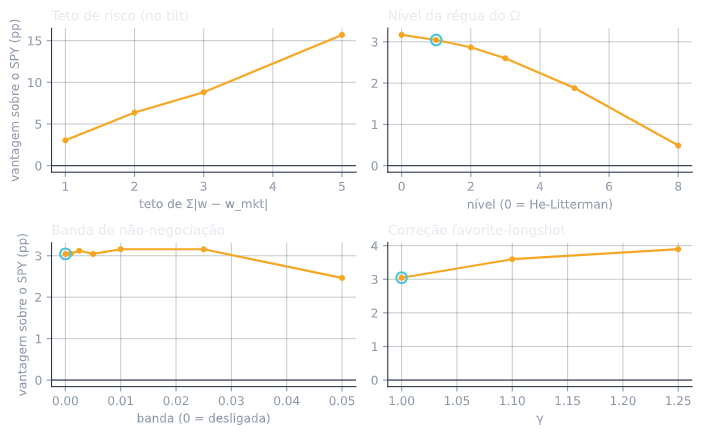 Teto de risco (no tilt)
Nível da régua do Ω
vantagem sobre o SPY (pp)
15
10
5
0
1 2 3 4 5
teto de Σ|w − w_mkt|
3
2
1
0
0 2 4 6 8
nível (0 = He-Litterman)
Banda de não-negociação
Correção favorite-longshot
vantagem sobre o SPY (pp)
3
2
1
0
0.00 0.01 0.02 0.03 0.04 0.05
banda (0 = desligada)
4
3
2
1
0
1.00 1.05 1.10 1.15 1.20 1.25
γ